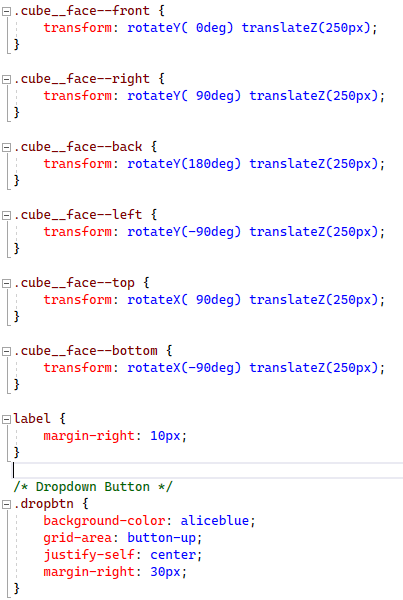 .cube__face--front {
transform: rotateY( 0deg) translateZ(250px);
}
.cube__face--right {
transform: rotateY( 90deg) translateZ(250px);
}
.cube__face--back {
transform: rotateY(180deg) translateZ(250px);
}
.cube__face--left {
transform: rotateY(-90deg) translateZ(250px);
}
.cube__face--top {
transform: rotateX( 90deg) translateZ(250px);
}
.cube__face--bottom {
transform: rotateX(-90deg) translateZ(250px);
}
label {
margin-right: 10px;
}
/* Dropdown Button */
.dropbtn {
background-color: aliceblue;
grid-area: button-up;
justify-self: center;
margin-right: 30px;
}